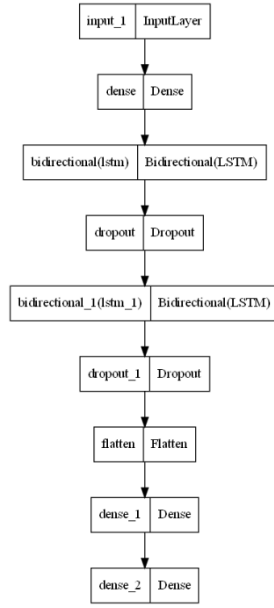 input_1 InputLayer
dense Dense
bidirectional(lstm) Bidirectional(LSTM)
dropout Dropout
bidirectional_1(lstm_1) Bidirectional(LSTM)
dropout_1 Dropout
flatten Flatten
dense_1 Dense
dense_2 Dense